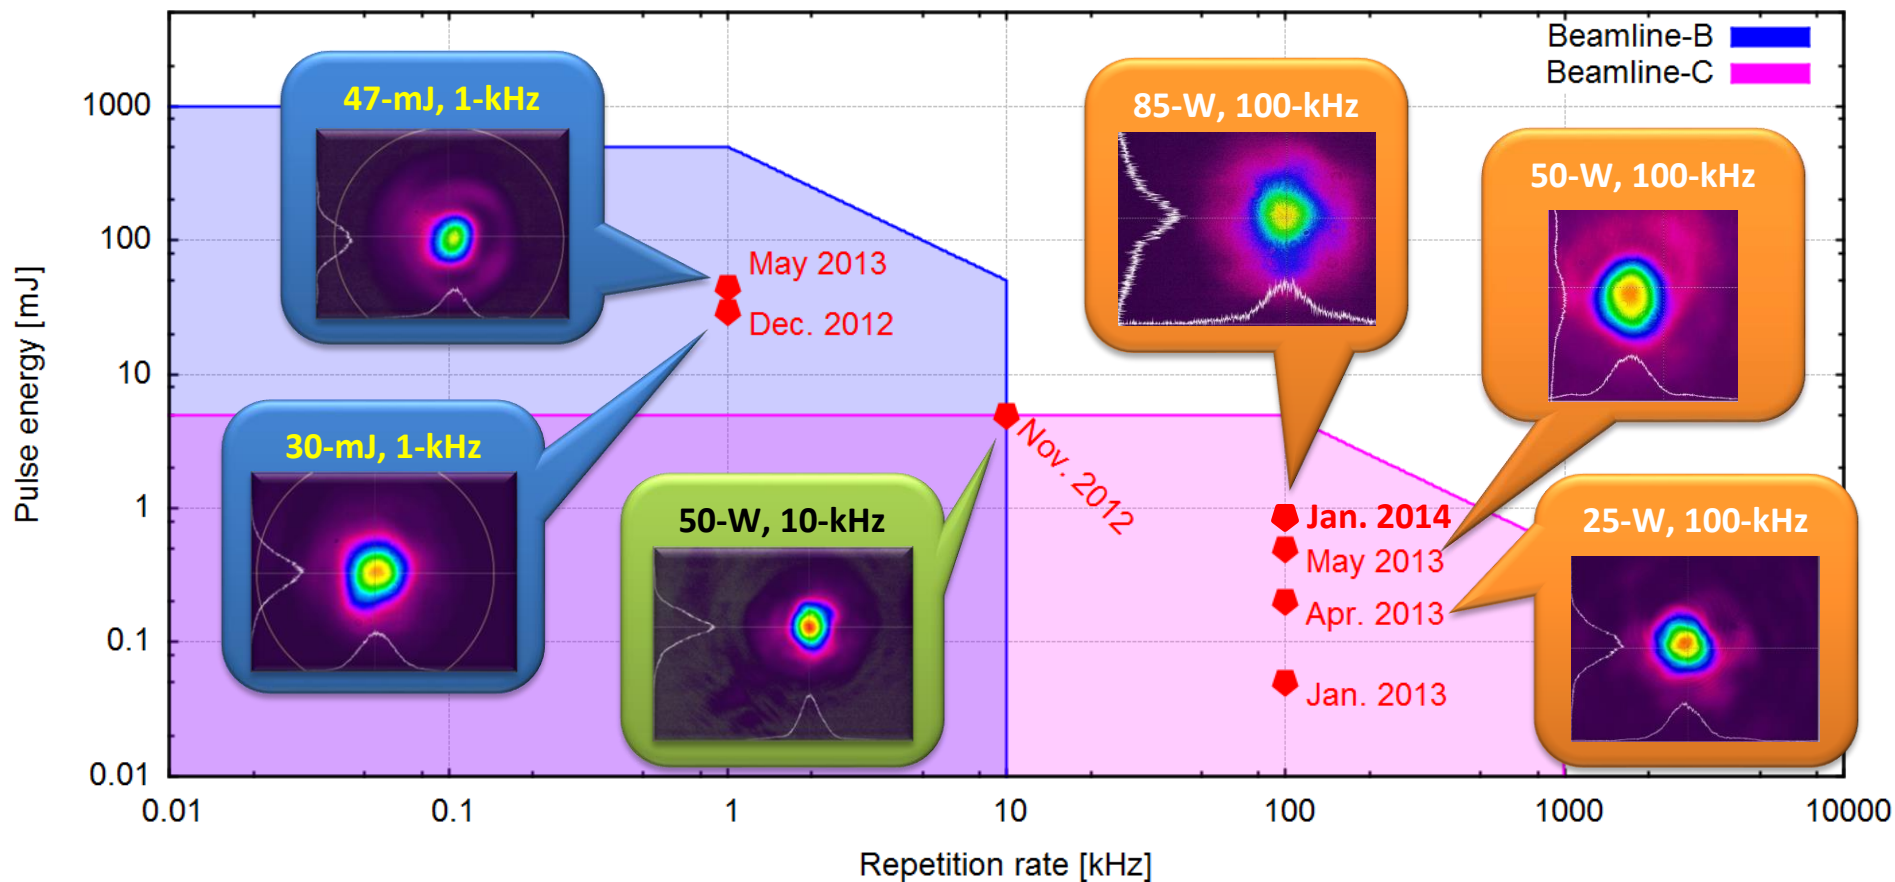 Beamline-B
Beamline-C
47-mJ, 1-kHz
85-W, 100-kHz
50-W, 100-kHz
1000
100
10
1
0.1
0.01
Pulse energy [mJ]
May 2013
Dec. 2012
30-mJ, 1-kHz
50-W, 10-kHz
Nov. 2012
Jan. 2014
May 2013
Apr. 2013
Jan. 2013
25-W, 100-kHz
0.01
0.1
1
10
100
1000
10000
Repetition rate [kHz]